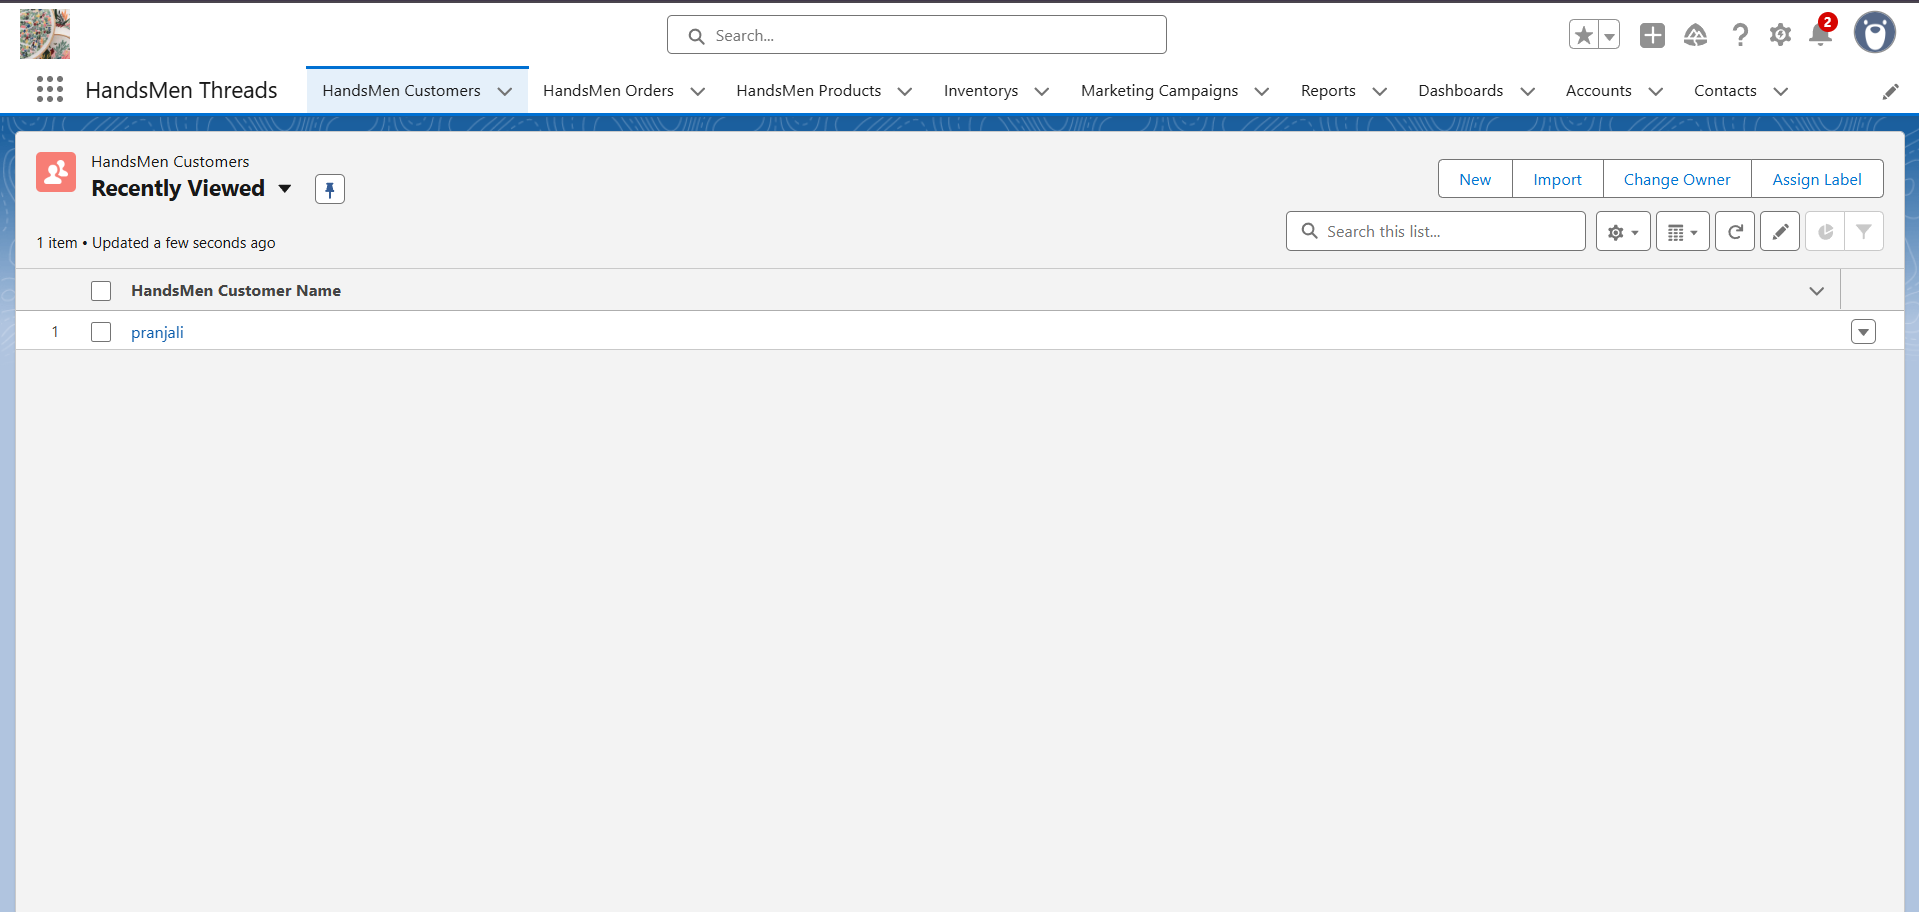 Search...
2
HandsMen Threads
HandsMen Customers
HandsMen Orders
HandsMen Products
Inventorys
Marketing Campaigns
Reports
Dashboards
Accounts
Contacts
HandsMen Customers
Recently Viewed
New
Import
Change Owner
Assign Label
1 item • Updated a few seconds ago
Search this list...
HandsMen Customer Name
1
pranjali